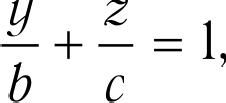 y/b + z/c = 1,